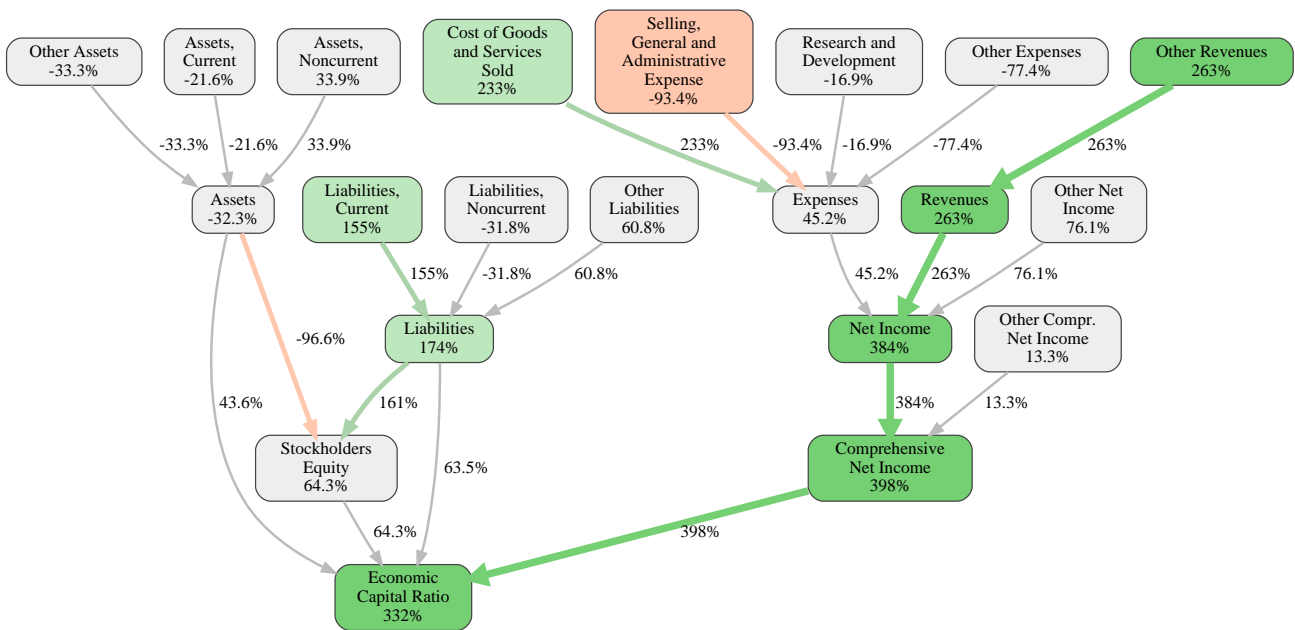 Other Assets
-33.3%
Assets,
Current
-21.6%
Assets,
Noncurrent
33.9%
Cost of Goods
and Services
Sold
233%
Selling,
General and
Administrative
Expense
-93.4%
Research and
Development
-16.9%
Other Expenses
-77.4%
Other Revenues
263%
-33.3%
-21.6%
33.9%
233%
-93.4%
-16.9%
-77.4%
263%
Assets
-32.3%
Liabilities,
Current
155%
Liabilities,
Noncurrent
-31.8%
Other
Liabilities
60.8%
Expenses
45.2%
Revenues
263%
Other Net
Income
76.1%
155%
-31.8%
60.8%
45.2%
263%
76.1%
-96.6%
Liabilities
174%
Net Income
384%
Other Compr.
Net Income
13.3%
43.6%
161%
384%
13.3%
Stockholders
Equity
64.3%
63.5%
Comprehensive
Net Income
398%
64.3%
398%
Economic
Capital Ratio
332%